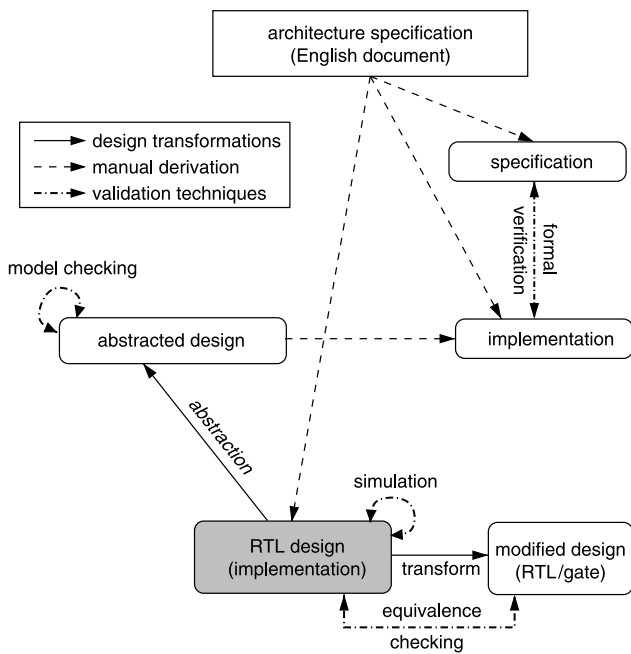 architecture specification
(English document)
design transformations
manual derivation
validation techniques
specification
formal
verification
model checking
abstracted design
implementation
abstraction
simulation
RTL design
(implementation)
transform
modified design
(RTL/gate)
equivalence
checking